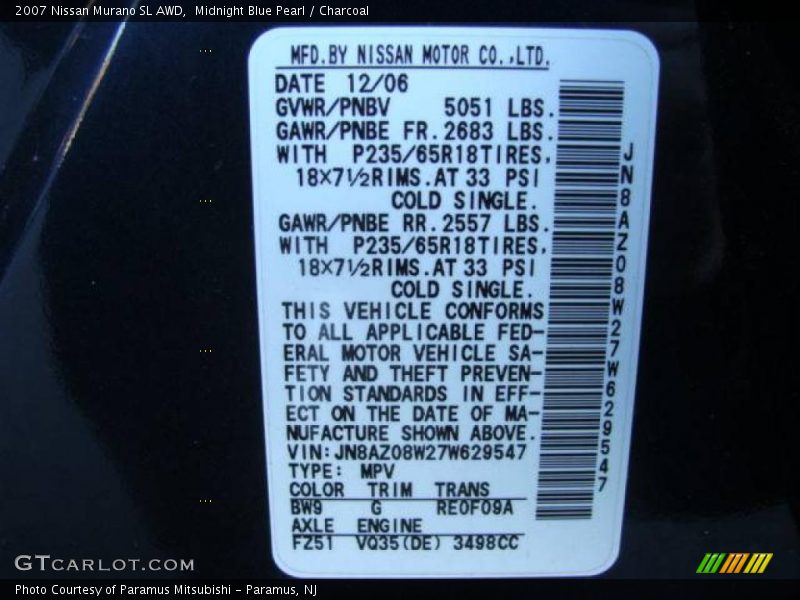 2007 Nissan Murano SL AWD,  Midnight Blue Pearl / Charcoal
MFD.BY NISSAN MOTOR CO.,LTD.
DATE 12/06
GVWR/PNBV 5051 LBS.
GAWR/PNBE FR.2683 LBS.
WITH P235/65R18TIRES,
18×7½RIMS.AT 33 PSI
COLD SINGLE.
GAWR/PNBE RR.2557 LBS.
WITH P235/65R18TIRES,
18×7½RIMS.AT 33 PSI
COLD SINGLE.
THIS VEHICLE CONFORMS
TO ALL APPLICABLE FED-
ERAL MOTOR VEHICLE SA-
FETY AND THEFT PREVEN-
TION STANDARDS IN EFF-
ECT ON THE DATE OF MA-
NUFACTURE SHOWN ABOVE.
VIN:JN8AZ08W27W629547
TYPE: MPV
COLOR TRIM TRANS
BW9 G RE0F09A
AXLE ENGINE
FZ51 VQ35(DE) 3498CC
JN8AZ08W27W629547
GTCARLOT.COM
Photo Courtesy of Paramus Mitsubishi - Paramus, NJ